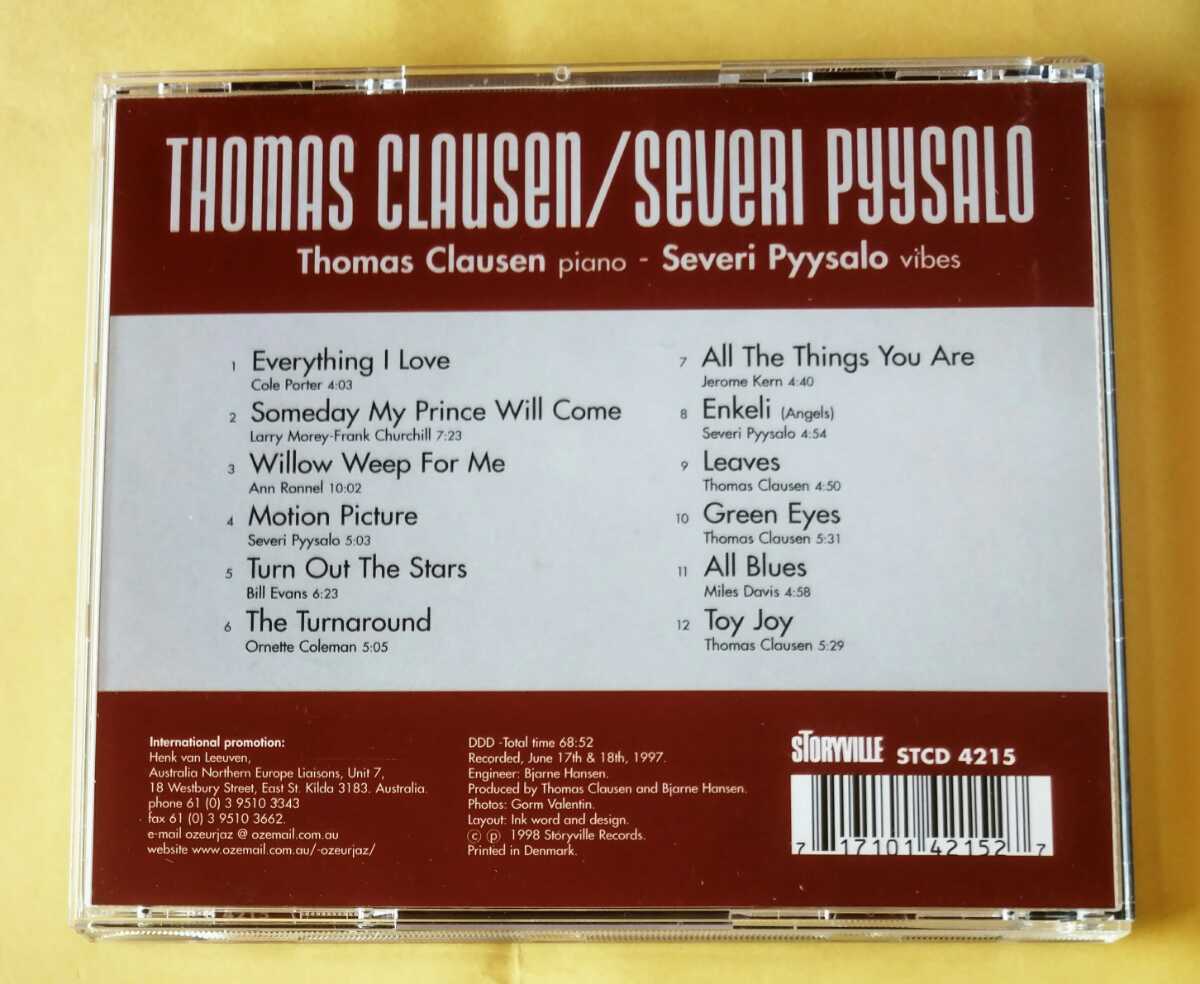 THOMAS CLAUSEN/SEVERI PYYSALO
Thomas Clausen piano - Severi Pyysalo vibes
1 Everything I Love
Cole Porter 4:03
2 Someday My Prince Will Come
Larry Morey-Frank Churchill 7:23
3 Willow Weep For Me
Ann Ronnel 10:02
4 Motion Picture
Severi Pyysalo 5:03
5 Turn Out The Stars
Bill Evans 6:23
6 The Turnaround
Ornette Coleman 5:05
7 All The Things You Are
Jerome Kern 4:40
8 Enkeli (Angels)
Severi Pyysalo 4:54
9 Leaves
Thomas Clausen 4:50
10 Green Eyes
Thomas Clausen 5:31
11 All Blues
Miles Davis 4:58
12 Toy Joy
Thomas Clausen 5:29
International promotion:
Henk van Leeuven,
Australia Northern Europe Liaisons, Unit 7,
18 Westbury Street, East St. Kilda 3183. Australia.
phone 61 (0) 3 9510 3343
fax 61 (0) 3 9510 3662.
e-mail ozeurjaz @ ozemail.com.au
website www.ozemail.com.au/-ozeurjaz/
DDD -Total time 68:52
Recorded, June 17th & 18th, 1997.
Engineer: Bjarne Hansen.
Produced by Thomas Clausen and Bjarne Hansen.
Photos: Gorm Valentin.
Layout: Ink word and design.
© ℗ 1998 Storyville Records.
Printed in Denmark.
STORYVILLE STCD 4215
7 17101 42152 7